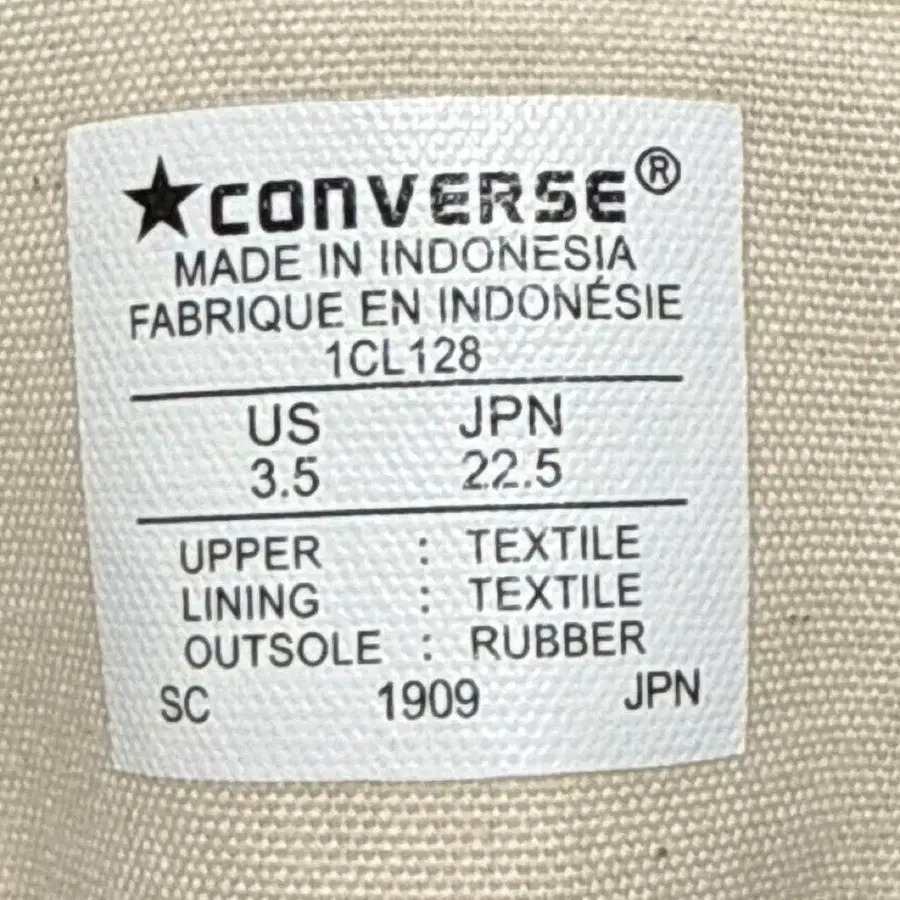 ★CONVERSE®
MADE IN INDONESIA
FABRIQUE EN INDONÉSIE
1CL128
US JPN
3.5 22.5
UPPER : TEXTILE
LINING : TEXTILE
OUTSOLE : RUBBER
SC 1909 JPN